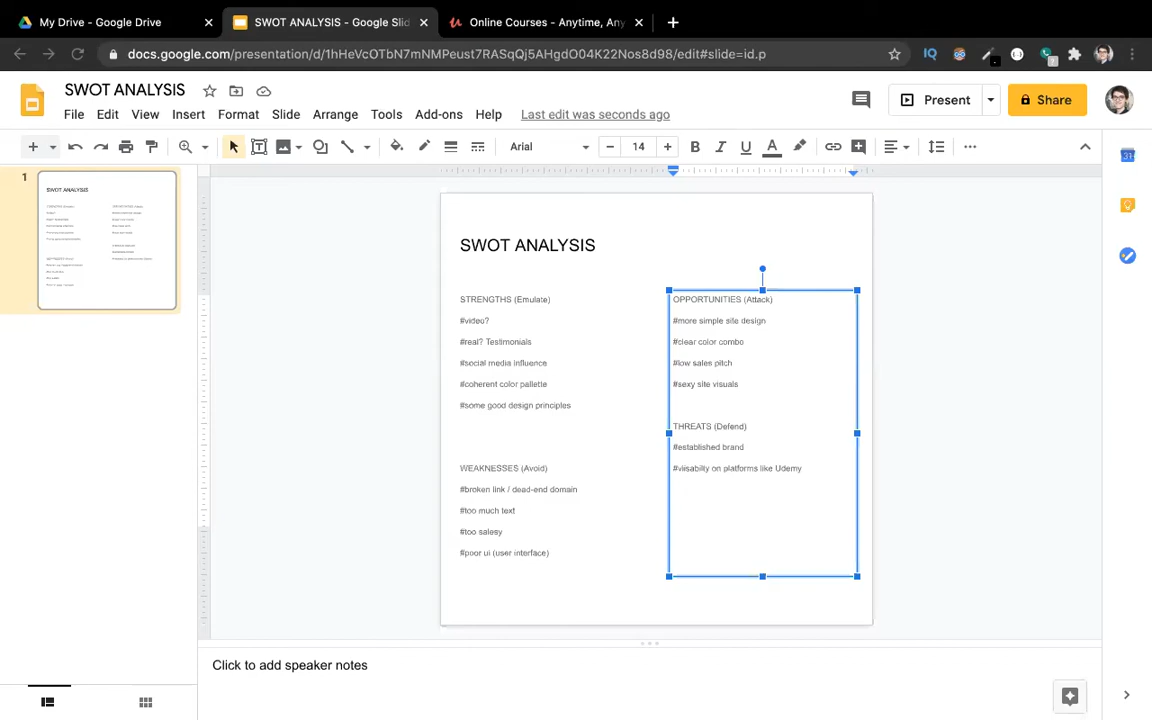 My Drive - Google Drive
SWOT ANALYSIS - Google Slid
Online Courses - Anytime, Any
docs.google.com/presentation/d/1hHeVcOTbN7mNMPeust7RASqQj5AHgdO04K22Nos8d98/edit#slide=id.p
IQ
SWOT ANALYSIS
File Edit View Insert Format Slide Arrange Tools Add-ons Help Last edit was seconds ago
Present
Share
Arial
14
B I U A
31
1
SWOT ANALYSIS
STRENGTHS (Emulate)
#video?
#real? Testimonials
#social media influence
#coherent color pallette
#some good design principles
WEAKNESSES (Avoid)
#broken link / dead-end domain
#too much text
#too salesy
#poor ui (user interface)
OPPORTUNITIES (Attack)
#more simple site design
#clear color combo
#low sales pitch
#sexy site visuals
THREATS (Defend)
#established brand
#viisabilty on platforms like Udemy
Click to add speaker notes